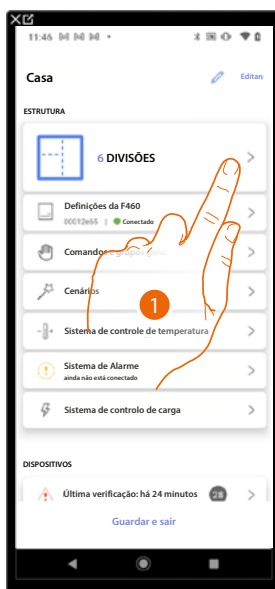 11:46
Casa
Editan
ESTRUTURA
6 DIVISÕES
Definições da F460
00012e55 | Conectado
Comandos e grupos gerais
Cenários
1
Sistema de controle de temperatura
Sistema de Alarme
ainda não está conectado
Sistema de controlo de carga
DISPOSITIVOS
Última verificação: há 24 minutos
28
Guardar e sair